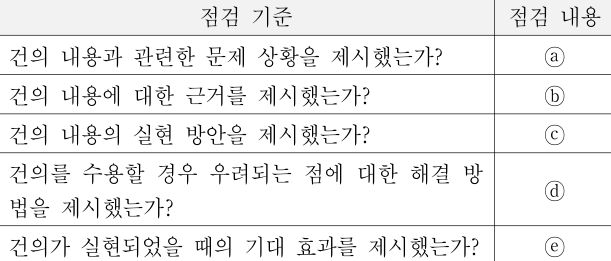 점검 기준 점검 내용
건의 내용과 관련한 문제 상황을 제시했는가? ⓐ
건의 내용에 대한 근거를 제시했는가? ⓑ
건의 내용의 실현 방안을 제시했는가? ⓒ
건의를 수용할 경우 우려되는 점에 대한 해결 방
법을 제시했는가? ⓓ
건의가 실현되었을 때의 기대 효과를 제시했는가? ⓔ